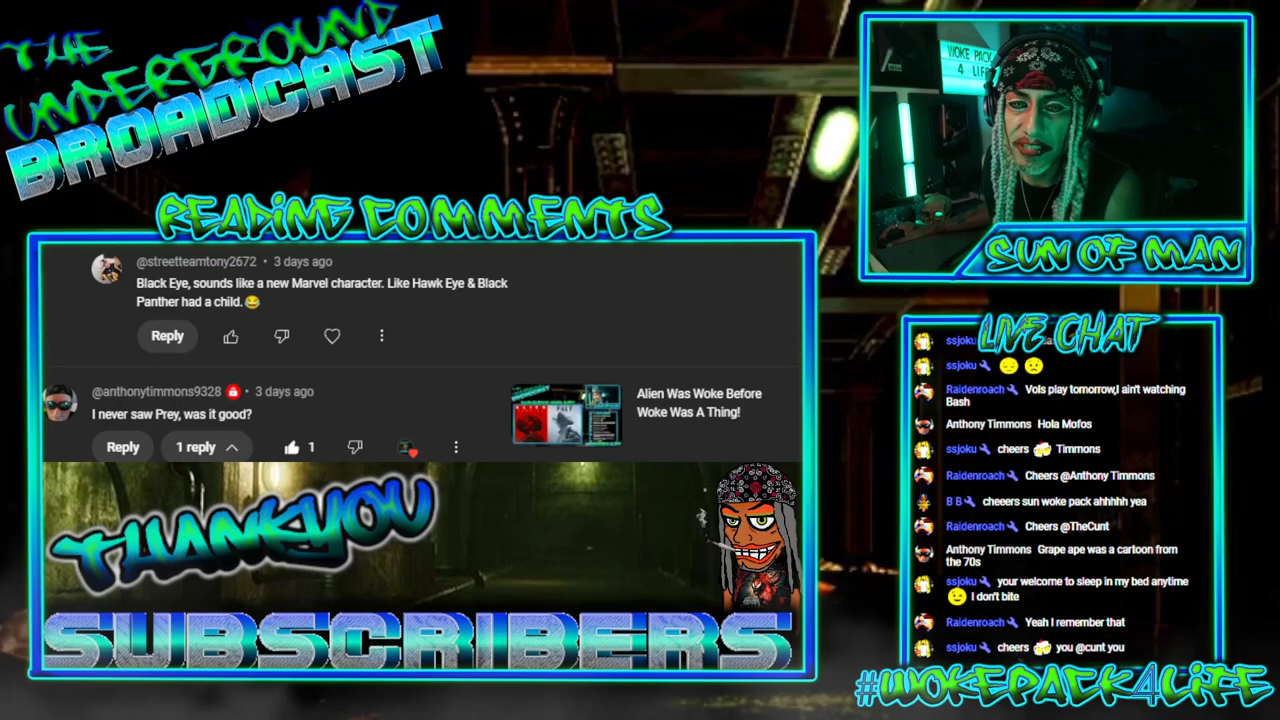 THE
UNDERGROUND
BROADCAST
WOKE PACK
4 LIFE
READING COMMENTS
@streetteamtony2672 • 3 days ago
Black Eye, sounds like a new Marvel character. Like Hawk Eye & Black
Panther had a child. 😂
Reply
@anthonytimmons9328 • 3 days ago
I never saw Prey, was it good?
Reply 1 reply 1
Alien Was Woke Before
Woke Was A Thing!
THANKYOU
SUBSCRIBERS
SUN OF MAN
LIVE CHAT
ssjoku
ssjoku 😔 😟
Raidenroach Vols play tomorrow,I ain't watching
Bash
Anthony Timmons Hola Mofos
ssjoku cheers 🍻 Timmons
Raidenroach Cheers @Anthony Timmons
B B cheeers sun woke pack ahhhhh yea
Raidenroach Cheers @TheCunt
Anthony Timmons Grape ape was a cartoon from
the 70s
ssjoku your welcome to sleep in my bed anytime
😉 I don't bite
Raidenroach Yeah I remember that
ssjoku cheers 🍻 you @cunt you
#WOKEPACK4LIFE